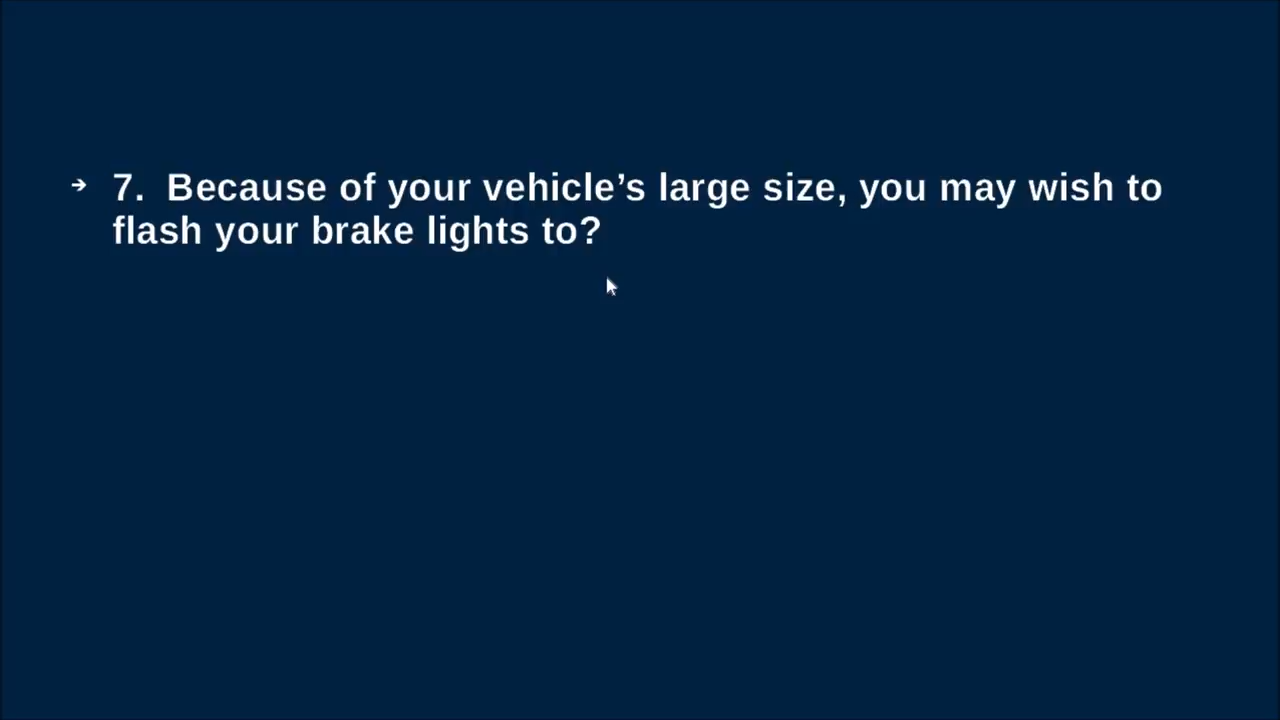 → 7. Because of your vehicle’s large size, you may wish to
flash your brake lights to?